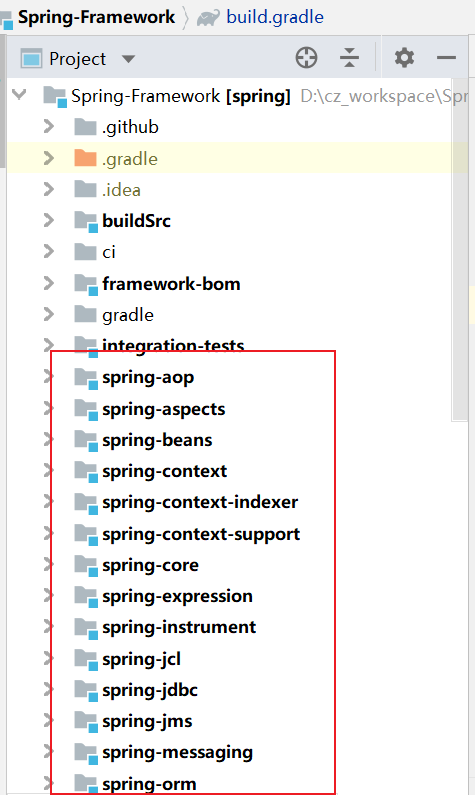 Spring-Framework build.gradle
Project
Spring-Framework [spring] D:\cz_workspace\Spr
.github
.gradle
.idea
buildSrc
ci
framework-bom
gradle
integration-tests
spring-aop
spring-aspects
spring-beans
spring-context
spring-context-indexer
spring-context-support
spring-core
spring-expression
spring-instrument
spring-jcl
spring-jdbc
spring-jms
spring-messaging
spring-orm